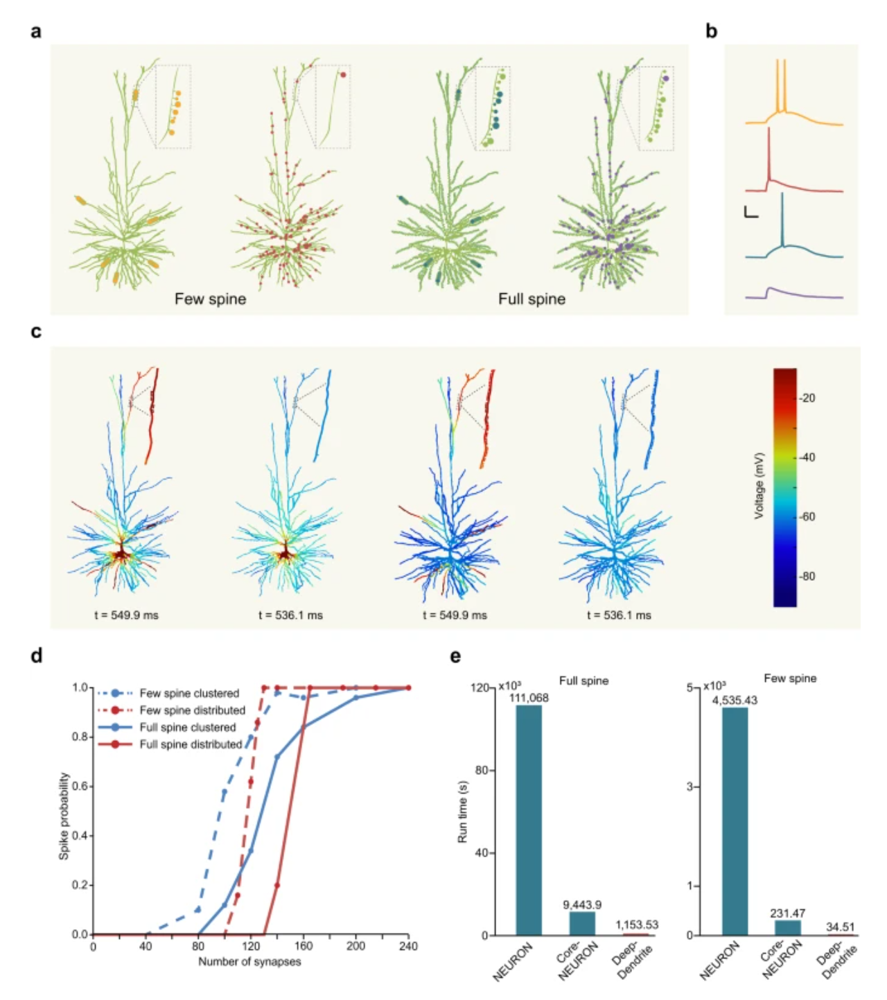 a
b
Few spine
Full spine
c
t = 549.9 ms
t = 536.1 ms
t = 549.9 ms
t = 536.1 ms
Voltage (mV)
-20
-40
-60
-80
d
Spike probability
1.0
0.8
0.6
0.4
0.2
0.0
Few spine clustered
Few spine distributed
Full spine clustered
Full spine distributed
0 40 80 120 160 200 240
Number of synapses
e
Full spine
Run time (s)
x10³
120
80
40
0
111,068
9,443.9
1,153.53
NEURON
Core-
NEURON
Deep-
Dendrite
Few spine
x10³
5
3
1
0
4,535.43
231.47
34.51
NEURON
Core-
NEURON
Deep-
Dendrite